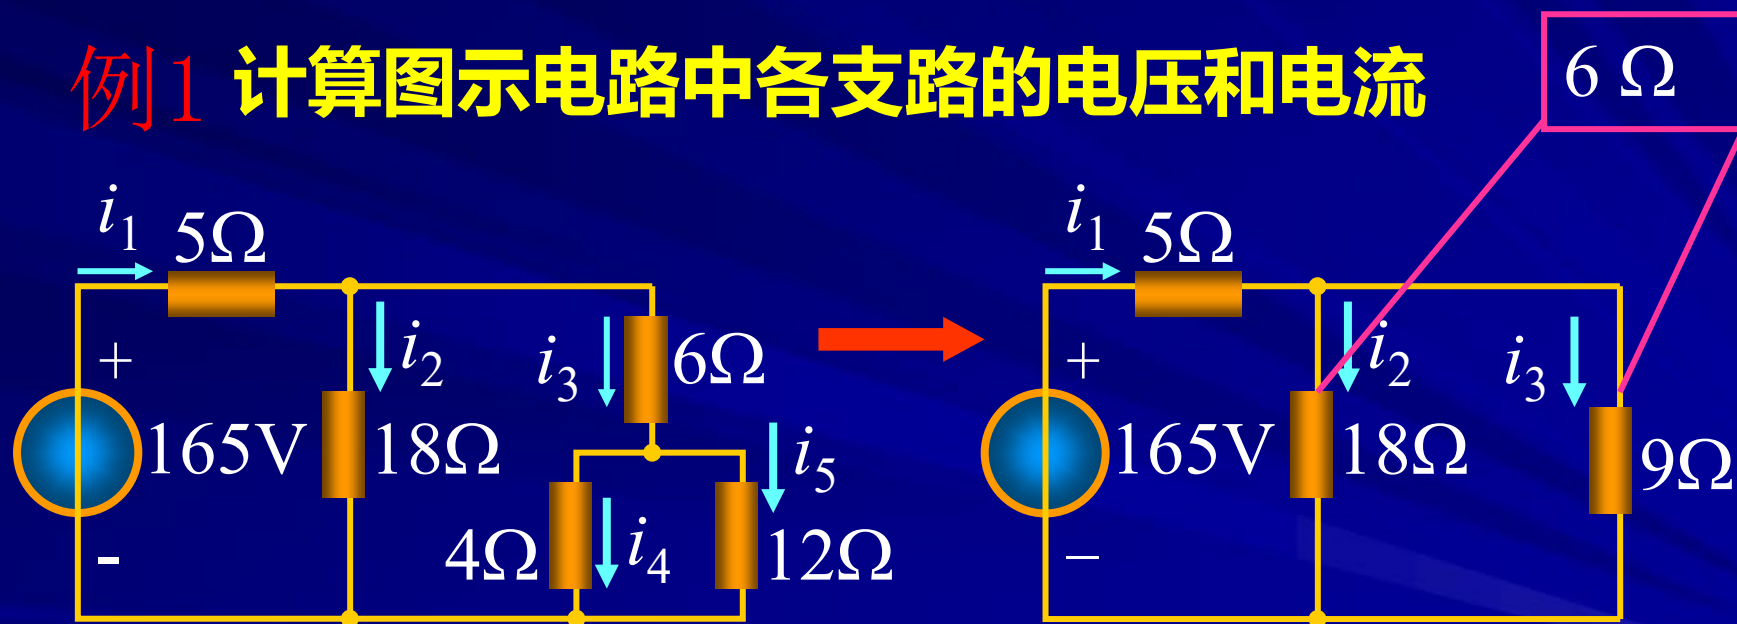 例1 计算图示电路中各支路的电压和电流
6 Ω
i1 5Ω
+
165V
-
i2
18Ω
i3
6Ω
4Ω
i4
i5
12Ω
i1 5Ω
+
165V
–
i2
18Ω
i3
9Ω